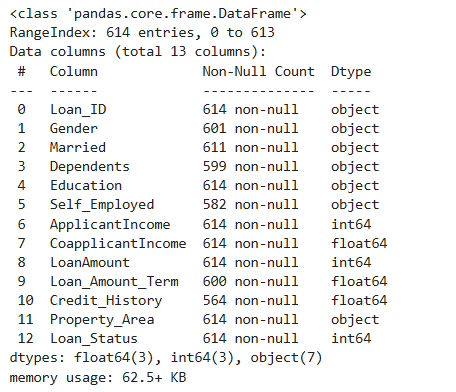 <class 'pandas.core.frame.DataFrame'>
RangeIndex: 614 entries, 0 to 613
Data columns (total 13 columns):
 #   Column             Non-Null Count  Dtype
---  ------             --------------  -----
 0   Loan_ID            614 non-null    object
 1   Gender             601 non-null    object
 2   Married            611 non-null    object
 3   Dependents         599 non-null    object
 4   Education          614 non-null    object
 5   Self_Employed      582 non-null    object
 6   ApplicantIncome    614 non-null    int64
 7   CoapplicantIncome  614 non-null    float64
 8   LoanAmount         614 non-null    int64
 9   Loan_Amount_Term   600 non-null    float64
 10  Credit_History     564 non-null    float64
 11  Property_Area      614 non-null    object
 12  Loan_Status        614 non-null    int64
dtypes: float64(3), int64(3), object(7)
memory usage: 62.5+ KB